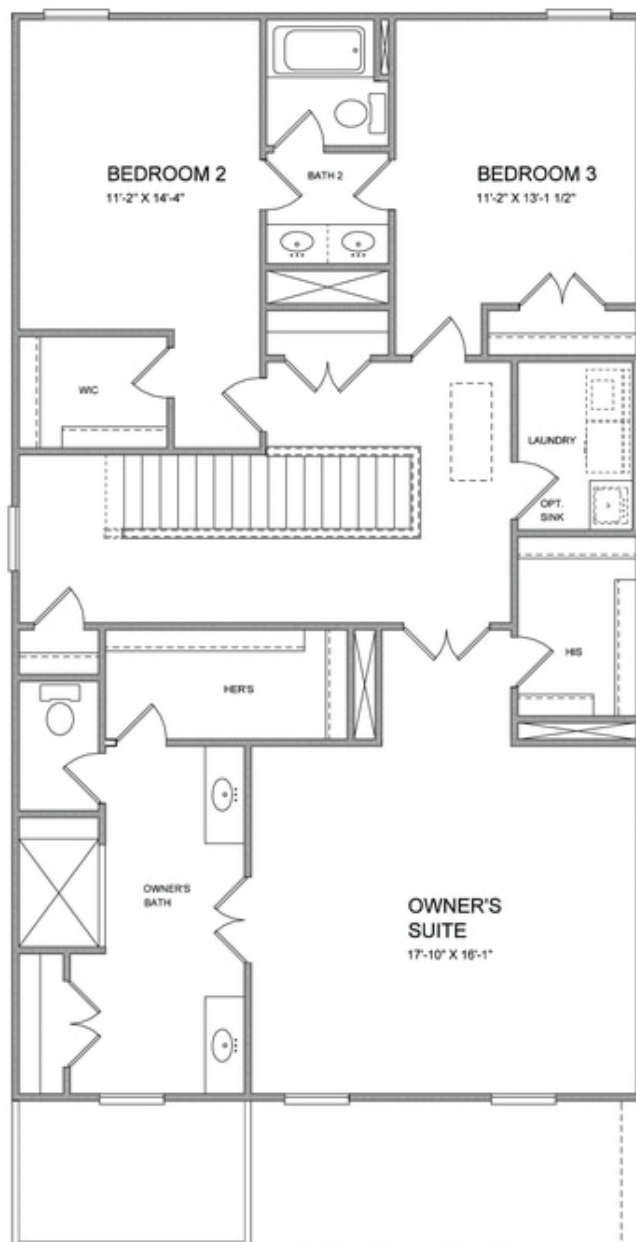 BEDROOM 2
11'-2" X 14'-4"
BATH 2
BEDROOM 3
11'-2" X 13'-1 1/2"
WIC
LAUNDRY
OPT.
SINK
HIS
HER'S
OWNER'S
BATH
OWNER'S
SUITE
17'-10" X 16'-1"